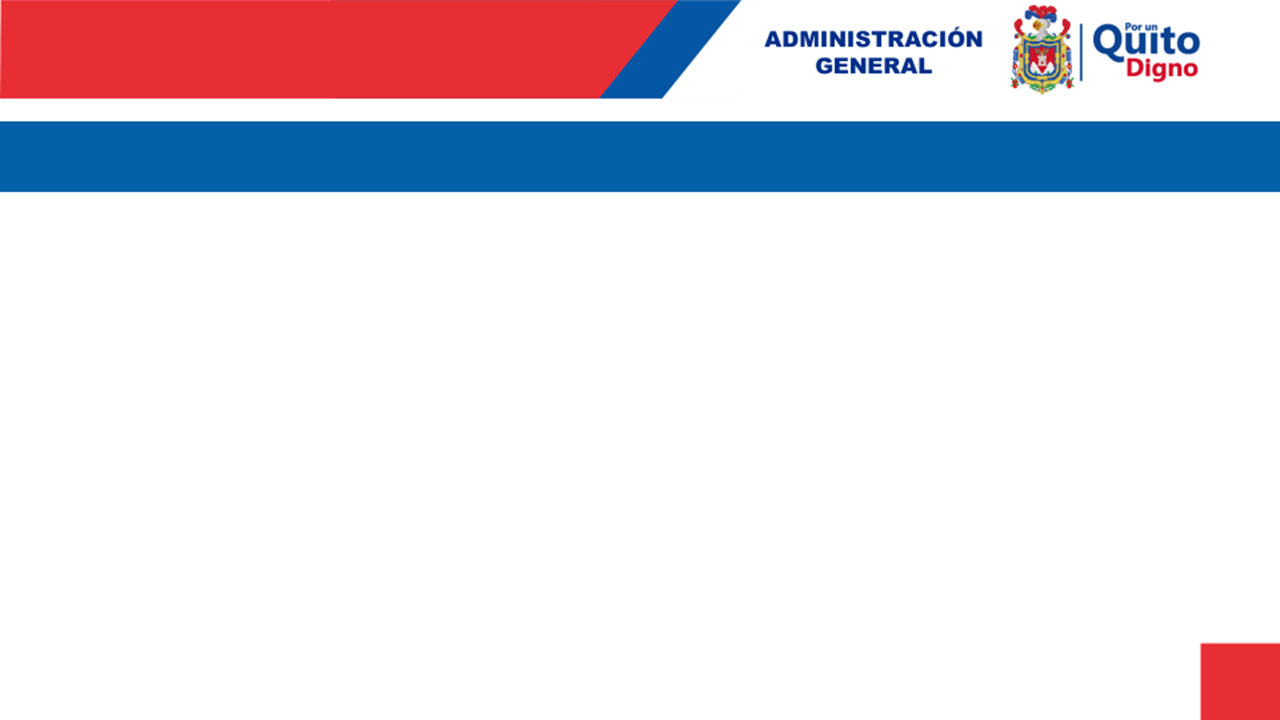 ADMINISTRACIÓN
GENERAL
Por un
Quito
Digno